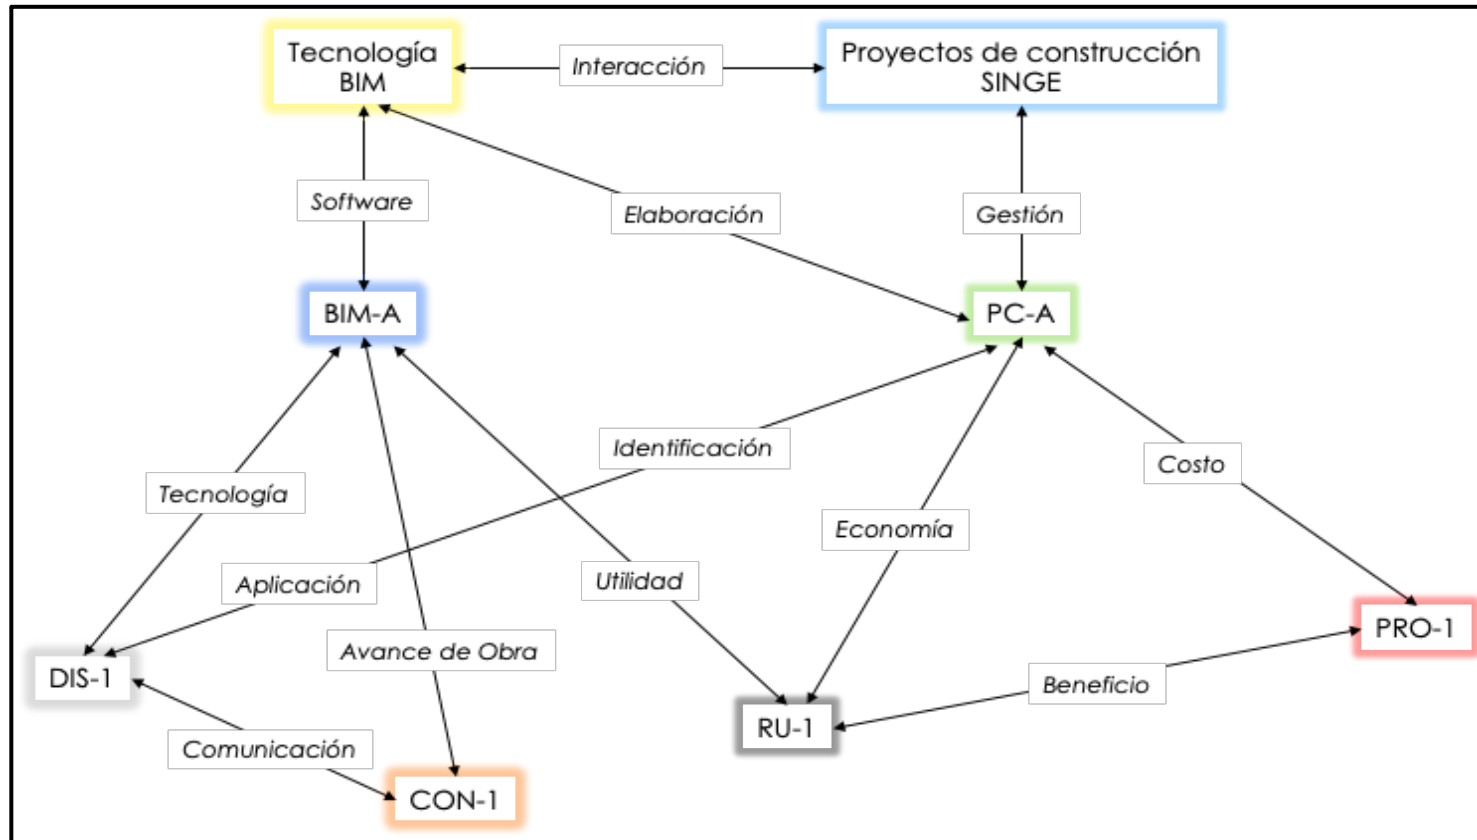 Tecnología
BIM
Interacción
Proyectos de construcción
SINGE
Software
Elaboración
Gestión
BIM-A
PC-A
Identificación
Costo
Tecnología
Economía
Aplicación
Utilidad
PRO-1
Avance de Obra
DIS-1
Beneficio
RU-1
Comunicación
CON-1